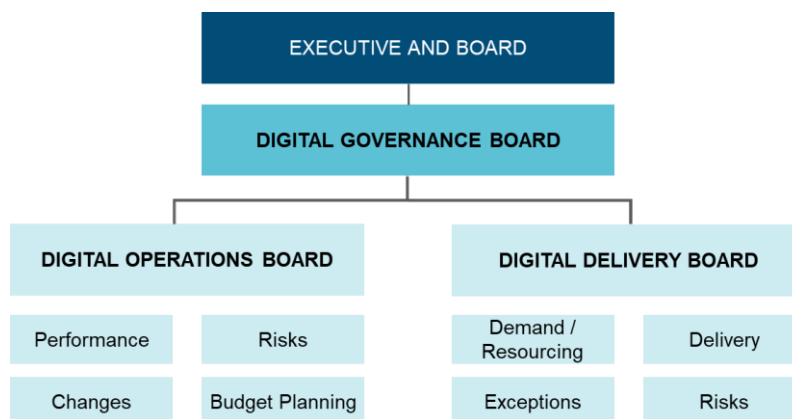 EXECUTIVE AND BOARD
DIGITAL GOVERNANCE BOARD
DIGITAL OPERATIONS BOARD
DIGITAL DELIVERY BOARD
Performance
Risks
Demand /
Resourcing
Delivery
Changes
Budget Planning
Exceptions
Risks